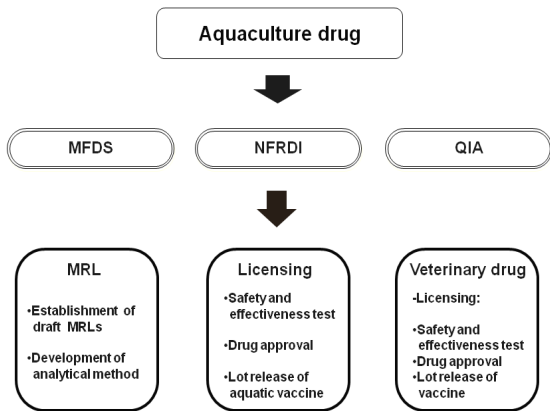 Aquaculture drug
MFDS
NFRDI
QIA
MRL
•Establishment of
draft MRLs
•Development of
analytical method
Licensing
•Safety and
effectiveness test
•Drug approval
•Lot release of
aquatic vaccine
Veterinary drug
-Licensing:
•Safety and
effectiveness test
•Drug approval
•Lot release of
vaccine